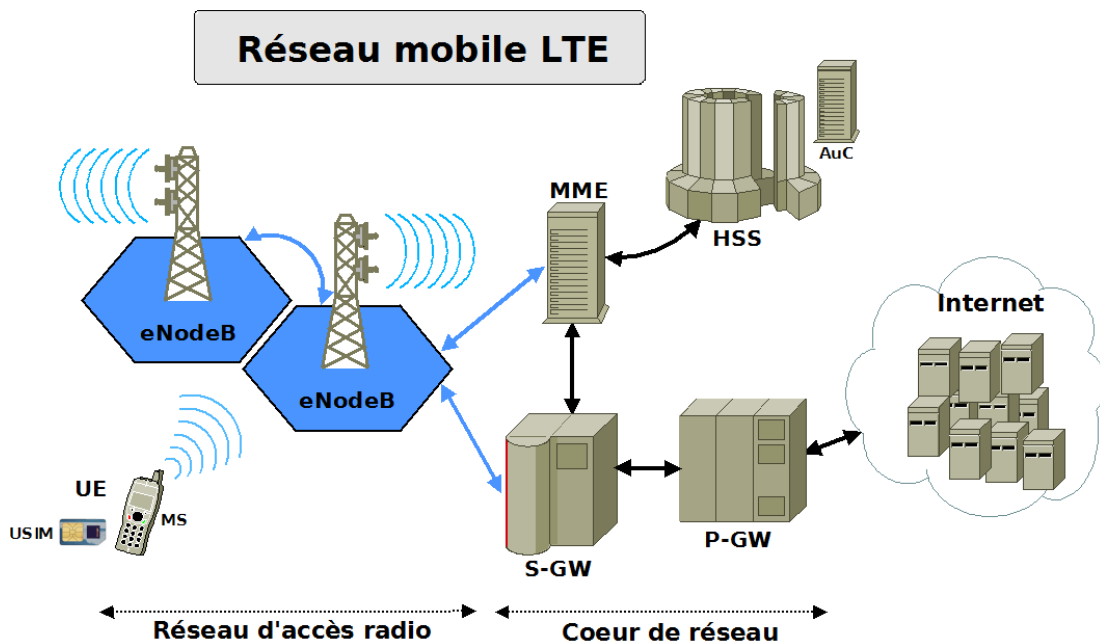 Réseau mobile LTE
AuC
MME
HSS
Internet
eNodeB
eNodeB
UE
MS
USIM
P-GW
S-GW
Réseau d'accès radio
Coeur de réseau